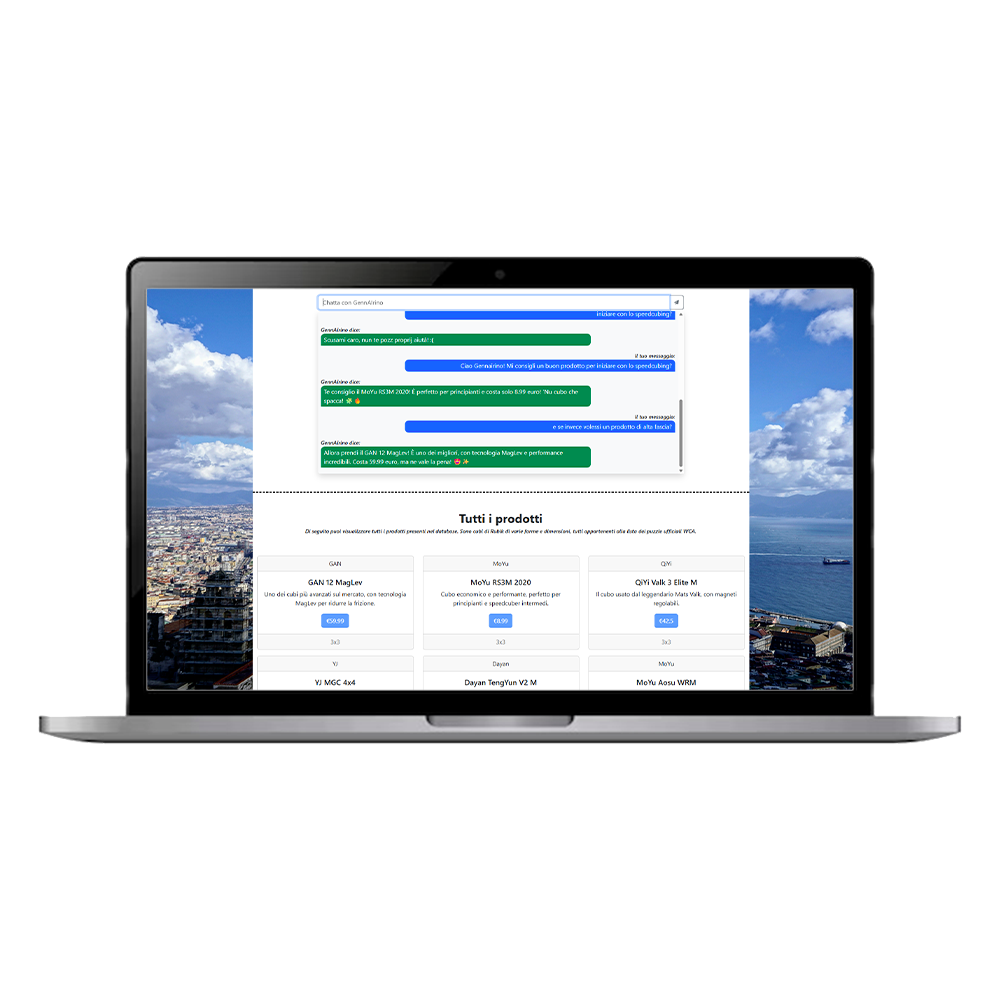 Chatta con GennAIrino
iniziare con lo speedcubing?
GennAIrino dice:
Scusami caro, nun te pozz proprij aiutà! :(
il tuo messaggio:
Ciao Gennairino! Mi consigli un buon prodotto per iniziare con lo speedcubing?
GennAIrino dice:
Te consiglio il MoYu RS3M 2020! È perfetto per principianti e costa solo 8.99 euro! 'Nu cubo che
spacca! 🍀🔥
il tuo messaggio:
e se invece volessi un prodotto di alta fascia?
GennAIrino dice:
Allora prendi il GAN 12 MagLev! È uno dei migliori, con tecnologia MagLev e performance
incredibili. Costa 59.99 euro, ma ne vale la pena! ✨
Tutti i prodotti
Di seguito puoi visualizzare tutti i prodotti presenti nel database. Sono cubi di Rubik di varie forme e dimensioni, tutti appartenenti alla lista dei puzzle ufficiali WCA.
GAN
GAN 12 MagLev
Uno dei cubi più avanzati sul mercato, con tecnologia
MagLev per ridurre la frizione.
€59.99
3x3
MoYu
MoYu RS3M 2020
Cubo economico e performante, perfetto per
principianti e speedcuber intermedi.
€8.99
3x3
QiYi
QiYi Valk 3 Elite M
Il cubo usato dal leggendario Mats Valk, con magneti
regolabili.
€42.5
3x3
YJ
YJ MGC 4x4
Dayan
Dayan TengYun V2 M
MoYu
MoYu Aosu WRM